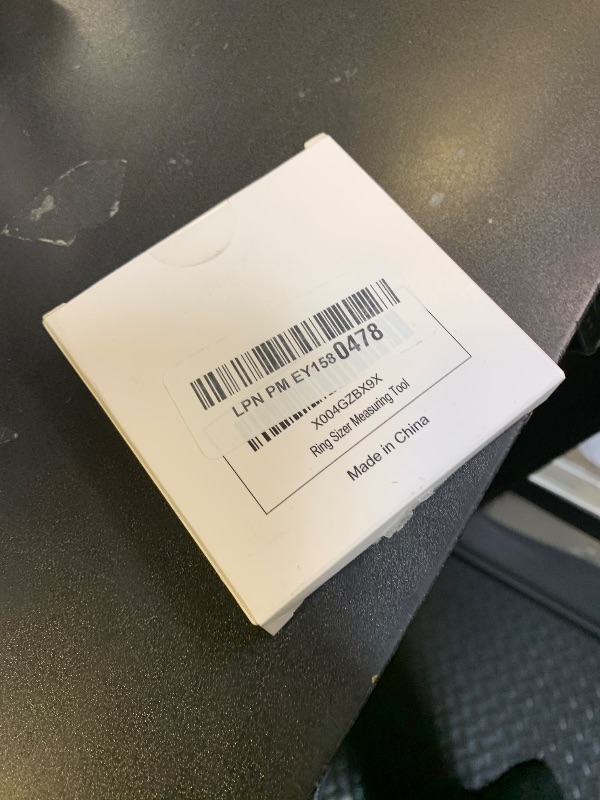 LPN PM EY1580478
X004GZBX9X
Ring Sizer Measuring Tool
Made in China